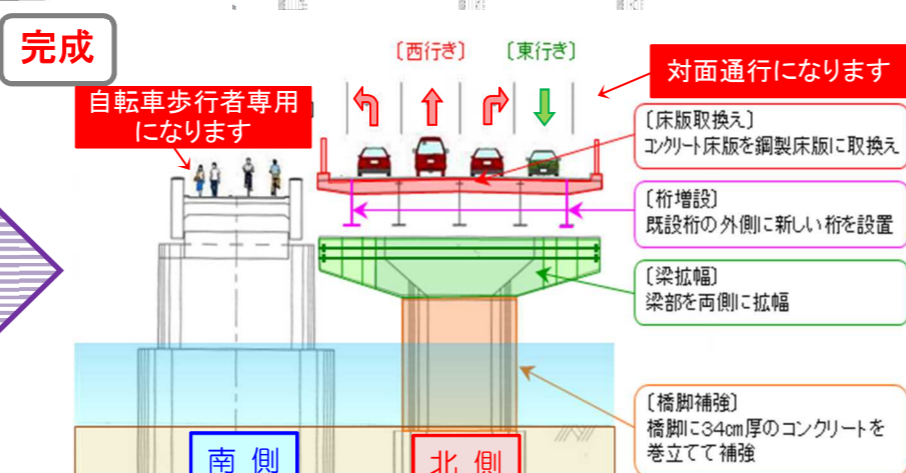 完成
〔西行き〕
〔東行き〕
対面通行になります
自転車歩行者専用
になります
〔床版取換え〕
コンクリート床版を鋼製床版に取換え
〔桁増設〕
既設桁の外側に新しい桁を設置
〔梁拡幅〕
梁部を両側に拡幅
〔橋脚補強〕
橋脚に34cm厚のコンクリートを
巻立てて補強
南側
北側